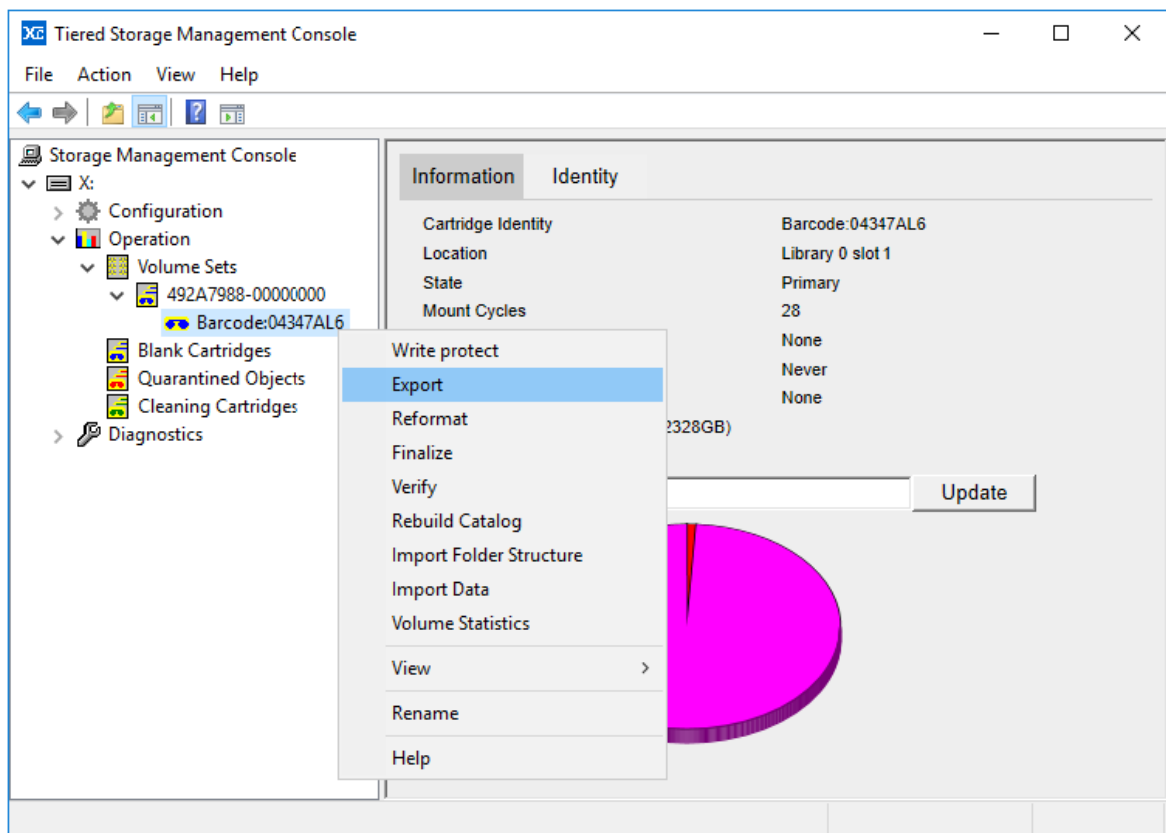 Tiered Storage Management Console
File Action View Help
Storage Management Console
X:
Configuration
Operation
Volume Sets
492A7988-00000000
Barcode:04347AL6
Blank Cartridges
Quarantined Objects
Cleaning Cartridges
Diagnostics
Information Identity
Cartridge Identity Barcode:04347AL6
Location Library 0 slot 1
State Primary
Mount Cycles 28
None
Never
None
2328GB)
Update
Write protect
Export
Reformat
Finalize
Verify
Rebuild Catalog
Import Folder Structure
Import Data
Volume Statistics
View
Rename
Help